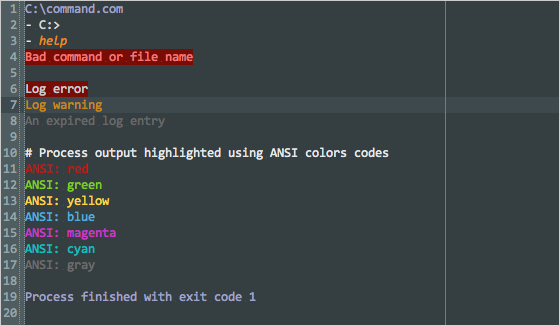 1 C:\command.com
2 - C:>
3 - help
4 Bad command or file name
5
6 Log error
7 Log warning
8 An expired log entry
9
10 # Process output highlighted using ANSI colors codes
11 ANSI: red
12 ANSI: green
13 ANSI: yellow
14 ANSI: blue
15 ANSI: magenta
16 ANSI: cyan
17 ANSI: gray
18
19 Process finished with exit code 1
20